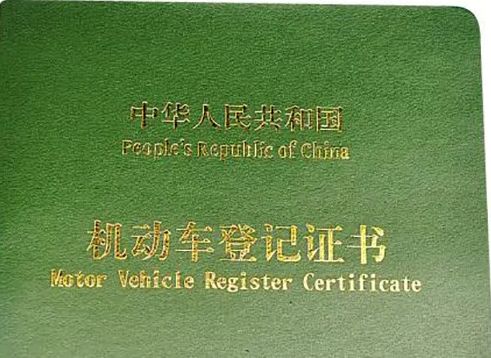 中华人民共和国
People's Republic of China
机动车登记证书
Motor Vehicle Register Certificate